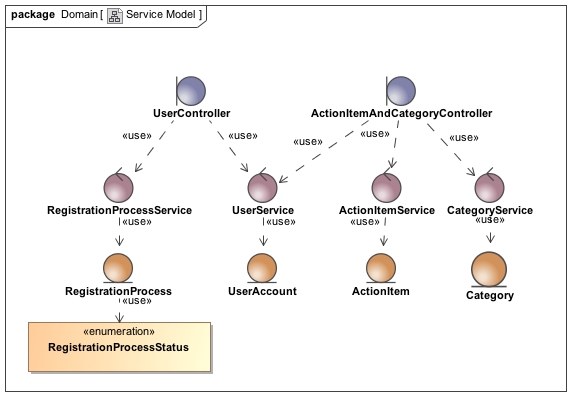 package Domain [ Service Model ]
UserController
ActionItemAndCategoryController
«use»
«use»
«use»
«use»
«use»
RegistrationProcessService
UserService
ActionItemService
CategoryService
«use»
«use»
«use»
«use»
RegistrationProcess
UserAccount
ActionItem
Category
«use»
«enumeration»
RegistrationProcessStatus